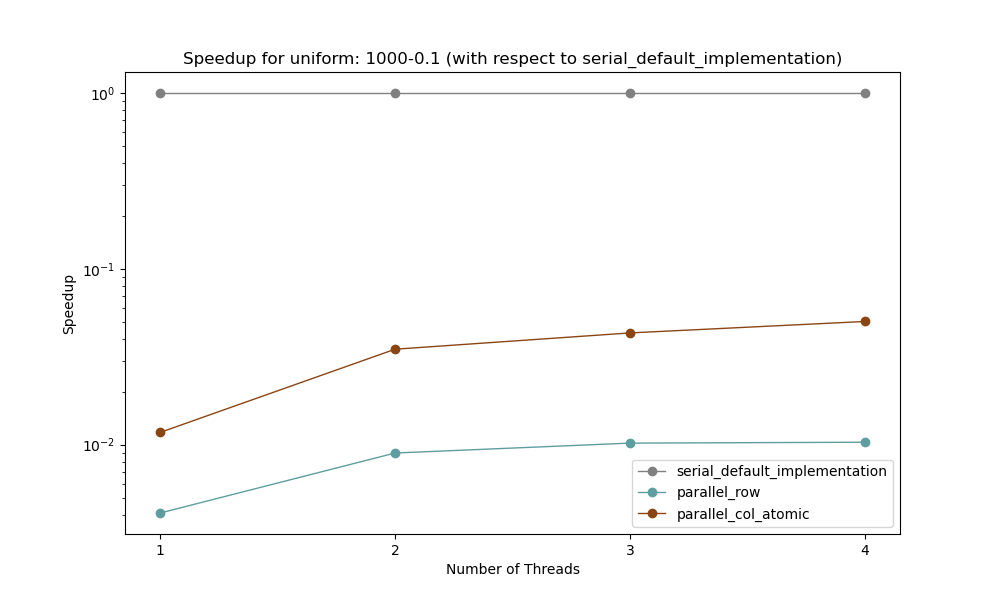 Speedup for uniform: 1000-0.1 (with respect to serial_default_implementation)
10⁰
10⁻¹
10⁻²
Speedup
1 2 3 4
Number of Threads
serial_default_implementation
parallel_row
parallel_col_atomic